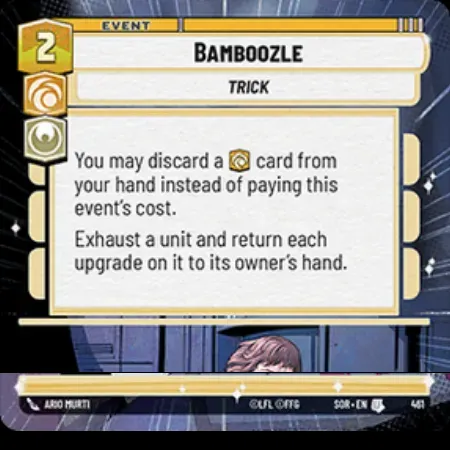 EVENT
2
BAMBOOZLE
TRICK
You may discard a card from
your hand instead of paying this
event's cost.
Exhaust a unit and return each
upgrade on it to its owner's hand.
ARIO MURTI
©LFL ©FFG
SOR • EN
461